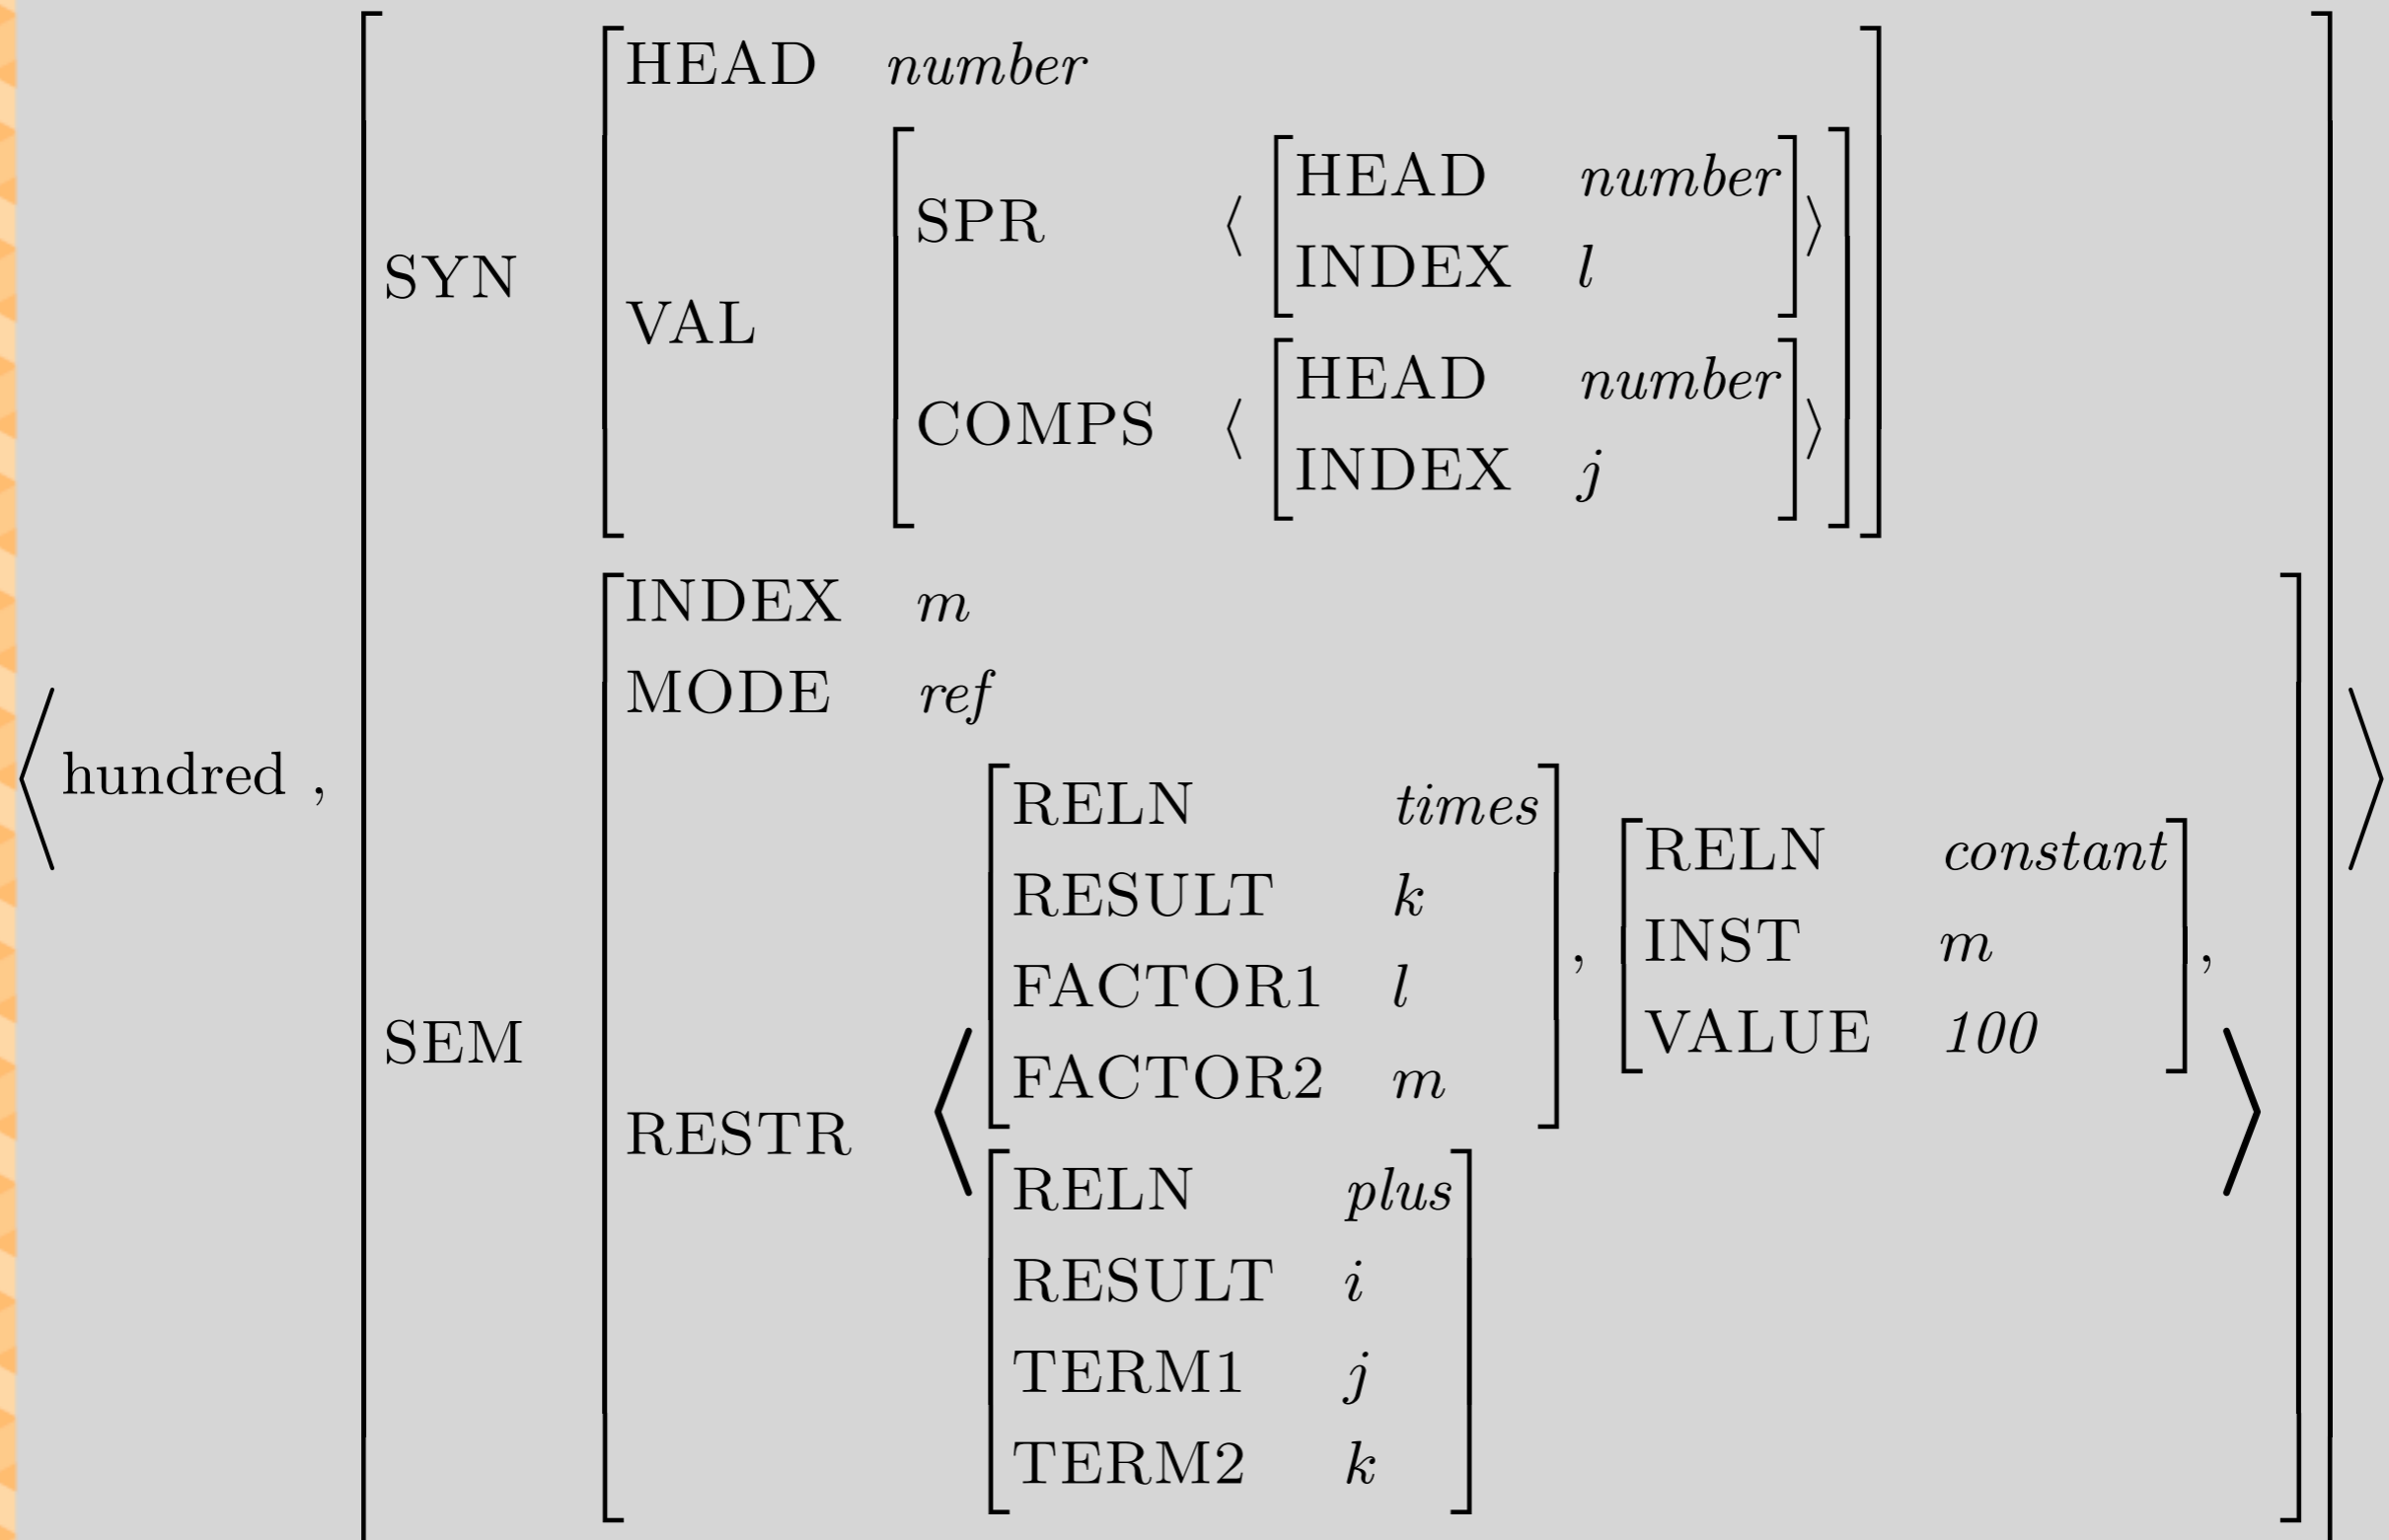 HEAD number
SPR ⟨ HEAD number
INDEX l ⟩
SYN
VAL
COMPS ⟨ HEAD number
INDEX j ⟩
INDEX m
MODE ref
⟨ hundred ,
RELN times
RESULT k
FACTOR1 l
FACTOR2 m ,
RELN constant
INST m
VALUE 100 ,
SEM
RESTR ⟨
RELN plus
RESULT i
TERM1 j
TERM2 k
⟩
⟩